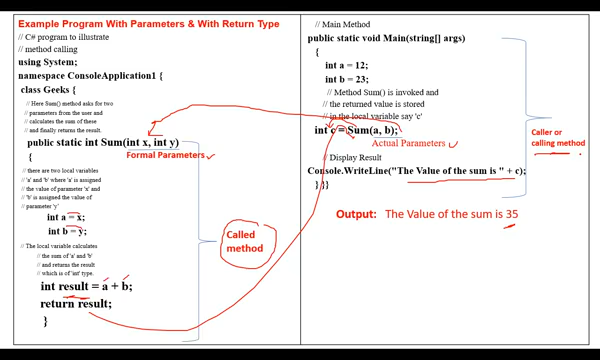 Example Program With Parameters & With Return Type
// C# program to illustrate
// method calling
using System;
namespace ConsoleApplication1 {
class Geeks {
// Here Sum() method asks for two
// parameters from the user and
// calculates the sum of these
// and finally returns the result.
public static int Sum(int x, int y)
{
Formal Parameters
// there are two local variables
// 'a' and 'b' where 'a' is assigned
// the value of parameter 'x' and
// 'b' is assigned the value of
// parameter 'y'
int a = x;
int b = y;
// The local variable calculates
// the sum of 'a' and 'b'
// and returns the result
// which is of 'int' type.
int result = a + b;
return result;
}
Called
method
// Main Method
public static void Main(string[] args)
{
int a = 12;
int b = 23;
// Method Sum() is invoked and
// the returned value is stored
// in the local variable say 'c'
int c = Sum(a, b);
Actual Parameters
// Display Result
Console.WriteLine("The Value of the sum is " + c);
} }}
Caller or
calling method
Output: The Value of the sum is 35